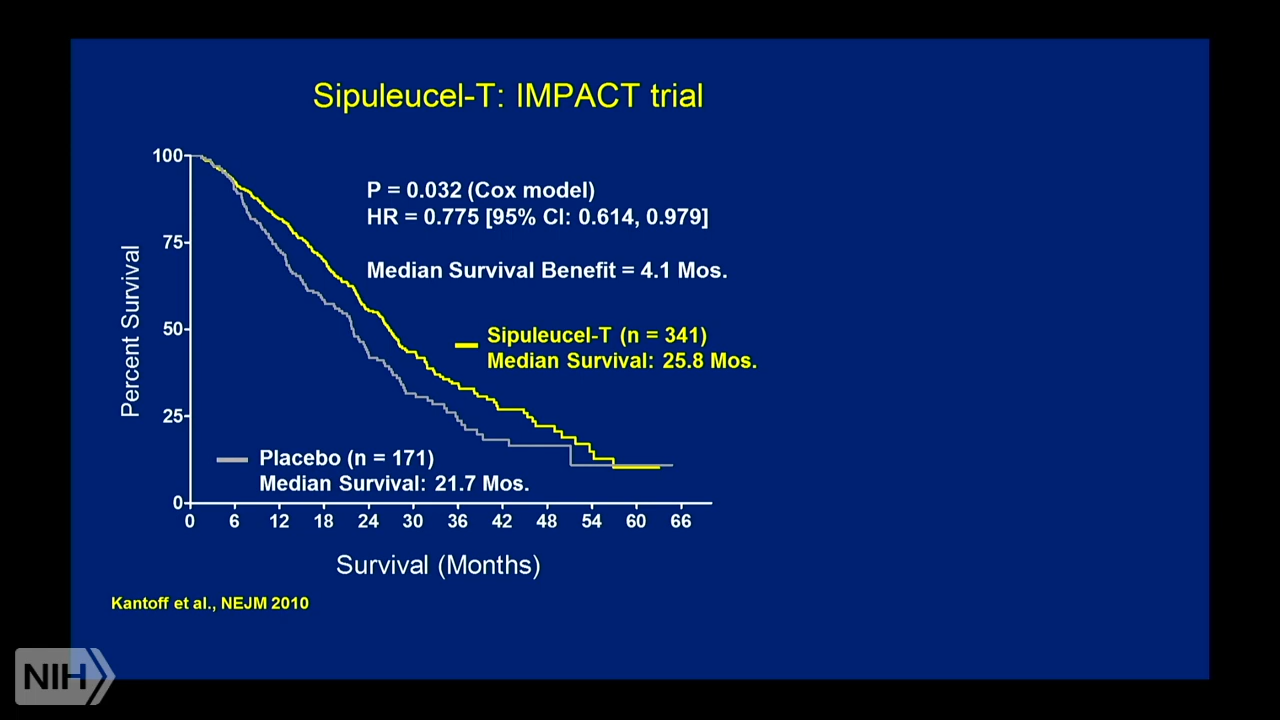 Sipuleucel-T: IMPACT trial
P = 0.032 (Cox model)
HR = 0.775 [95% CI: 0.614, 0.979]
Median Survival Benefit = 4.1 Mos.
Sipuleucel-T (n = 341)
Median Survival: 25.8 Mos.
Placebo (n = 171)
Median Survival: 21.7 Mos.
Percent Survival
100
75
50
25
0
0 6 12 18 24 30 36 42 48 54 60 66
Survival (Months)
Kantoff et al., NEJM 2010
NIH